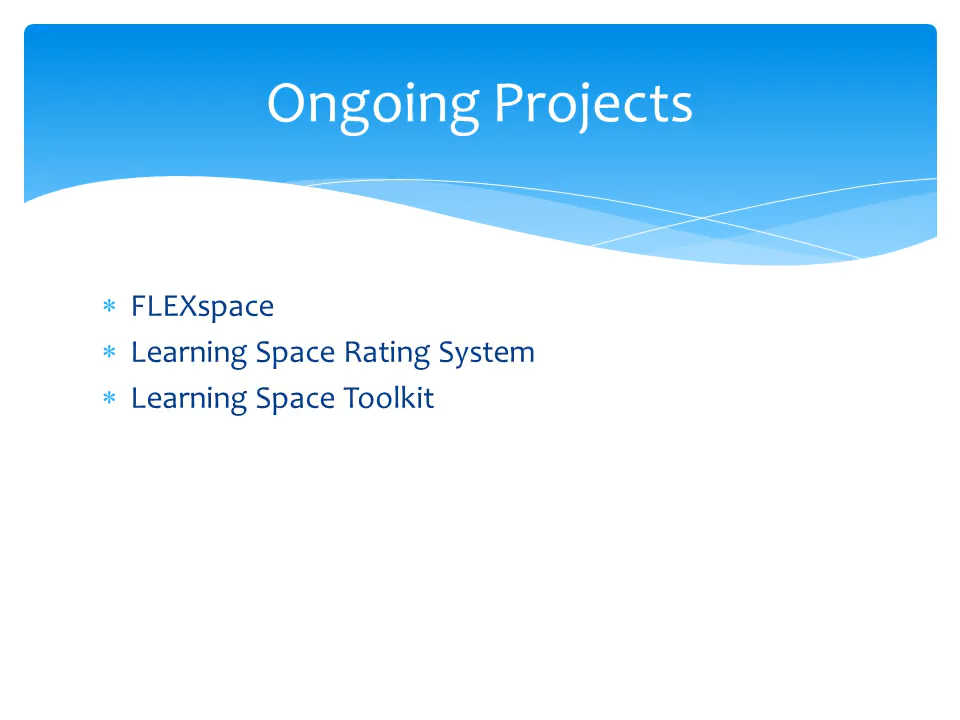 Ongoing Projects
* FLEXspace
* Learning Space Rating System
* Learning Space Toolkit